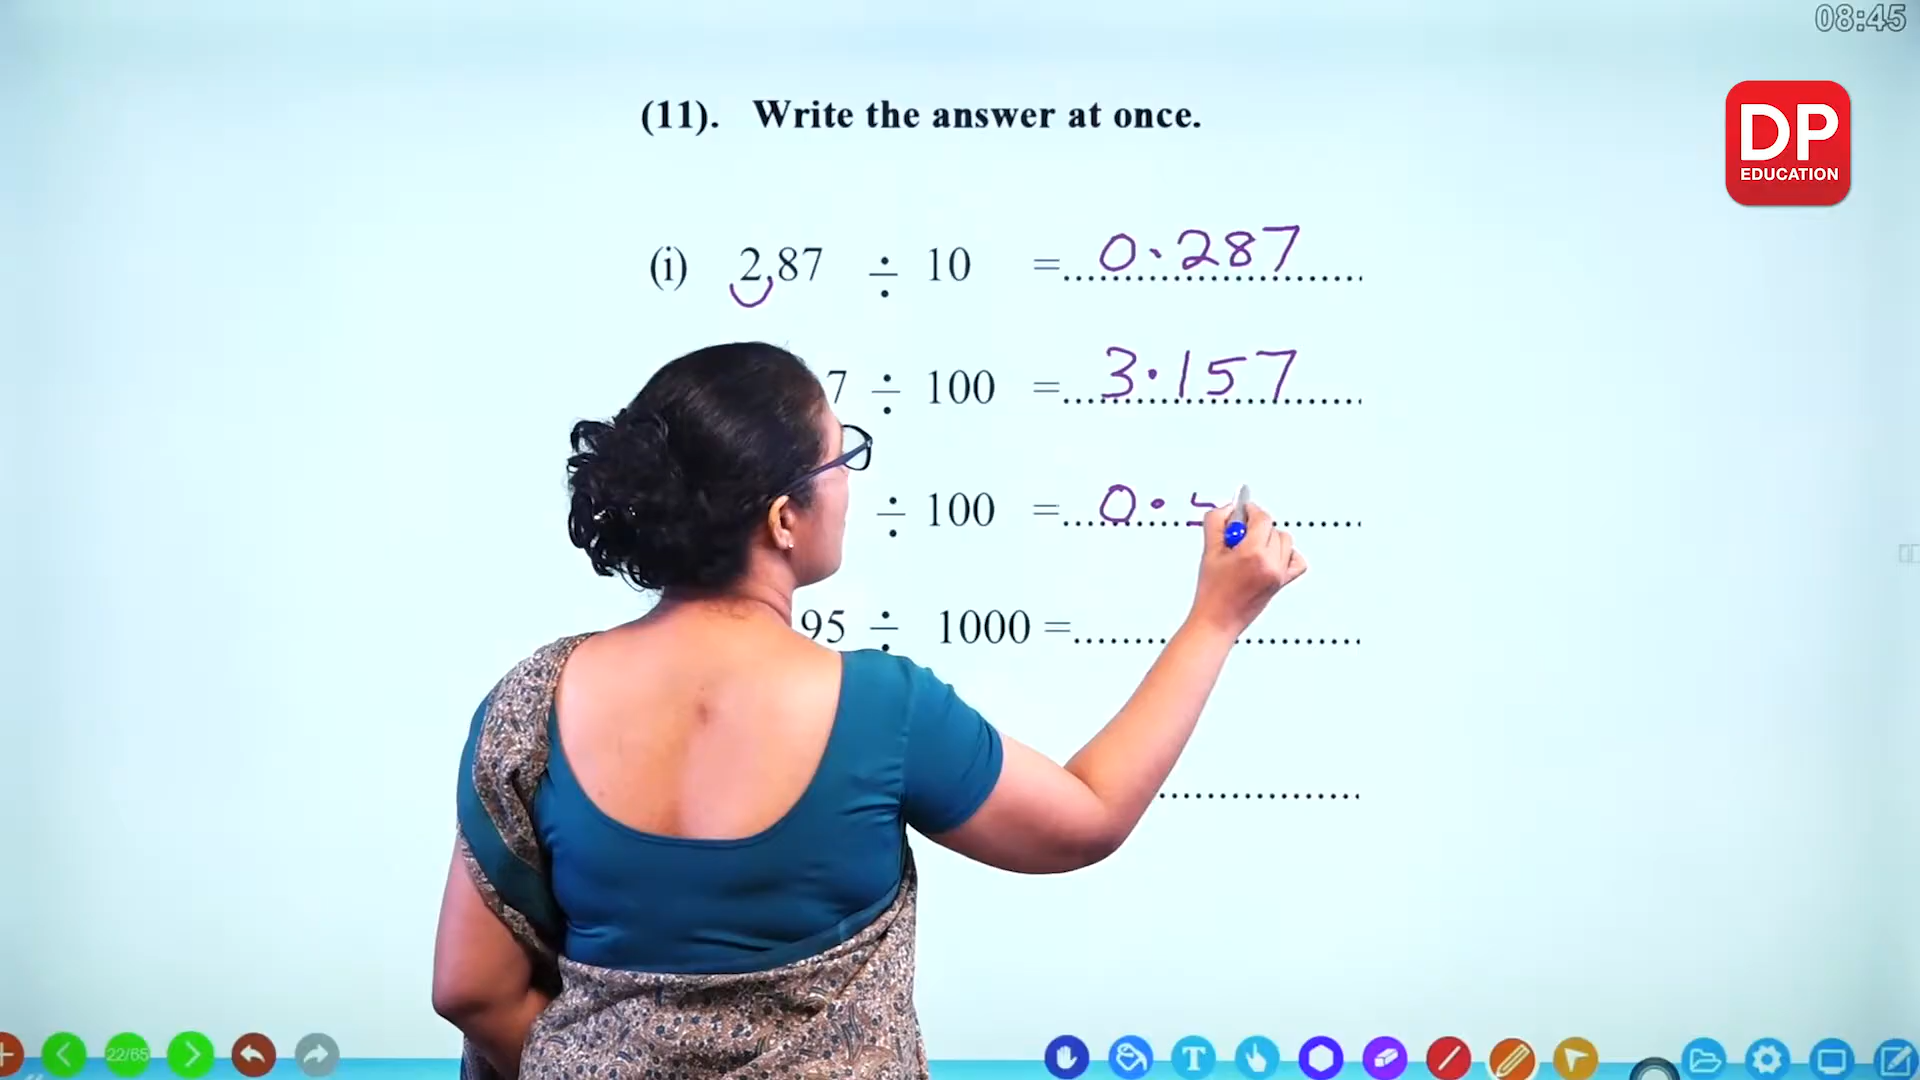 08:45
DP
EDUCATION
(11). Write the answer at once.
(i) 2,87 ÷ 10 =.............................. 0.287
7 ÷ 100 =.............................. 3.157
÷ 100 =.............................. 0.
95 ÷ 1000 =..............................
..................
22/65
T